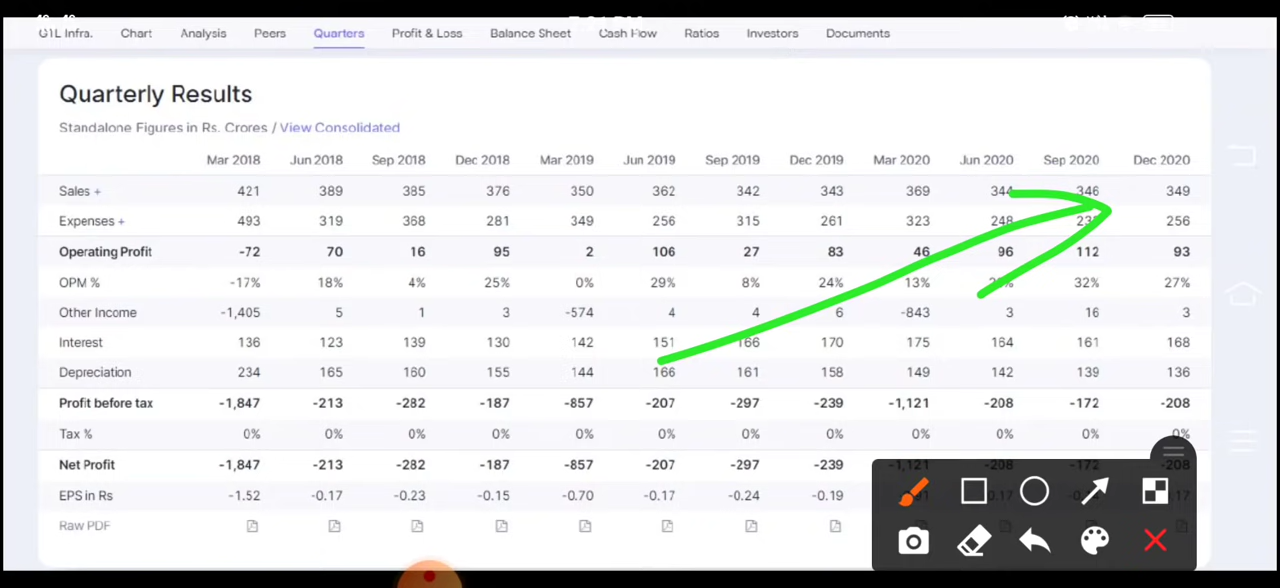 GTL Infra. Chart Analysis Peers Quarters Profit & Loss Balance Sheet Cash Flow Ratios Investors Documents
Quarterly Results
Standalone Figures in Rs. Crores / View Consolidated
Mar 2018 Jun 2018 Sep 2018 Dec 2018 Mar 2019 Jun 2019 Sep 2019 Dec 2019 Mar 2020 Jun 2020 Sep 2020 Dec 2020
Sales + 421 389 385 376 350 362 342 343 369 344 346 349
Expenses + 493 319 368 281 349 256 315 261 323 248 256
Operating Profit -72 70 16 95 2 106 27 83 46 96 112 93
OPM % -17% 18% 4% 25% 0% 29% 8% 24% 13% 32% 27%
Other Income -1,405 5 1 3 -574 4 4 6 -843 3 16 3
Interest 136 123 139 130 142 151 166 170 175 164 161 168
Depreciation 234 165 160 155 144 166 161 158 149 142 139 136
Profit before tax -1,847 -213 -282 -187 -857 -207 -297 -239 -1,121 -208 -172 -208
Tax % 0% 0% 0% 0% 0% 0% 0% 0% 0% 0% 0% 0%
Net Profit -1,847 -213 -282 -187 -857 -207 -297 -239 -1,121 -208 -172 -208
EPS in Rs -1.52 -0.17 -0.23 -0.15 -0.70 -0.17 -0.24 -0.19
Raw PDF